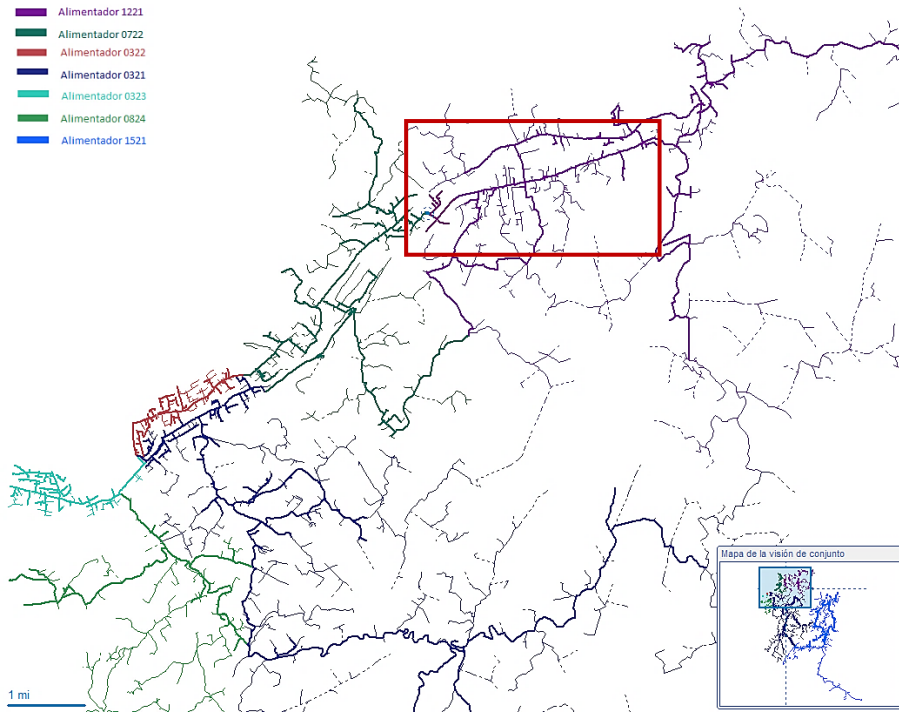 Alimentador 1221
Alimentador 0722
Alimentador 0322
Alimentador 0321
Alimentador 0323
Alimentador 0824
Alimentador 1521
Mapa de la visión de conjunto
1 mi